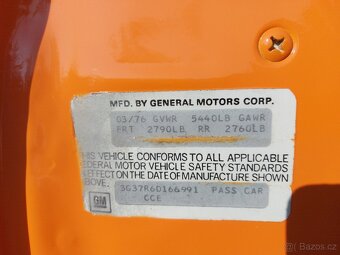 MFD. BY GENERAL MOTORS CORP.
03/76 GVWR 5440LB GAWR
FRT 2790LB RR 2760LB
THIS VEHICLE CONFORMS TO ALL APPLICABLE
FEDERAL MOTOR VEHICLE SAFETY STANDARDS
IN EFFECT ON THE DATE OF MANUFACTURE SHOWN
ABOVE.
3G37R6D166991 PASS CAR
CCE
GM
bazos.cz